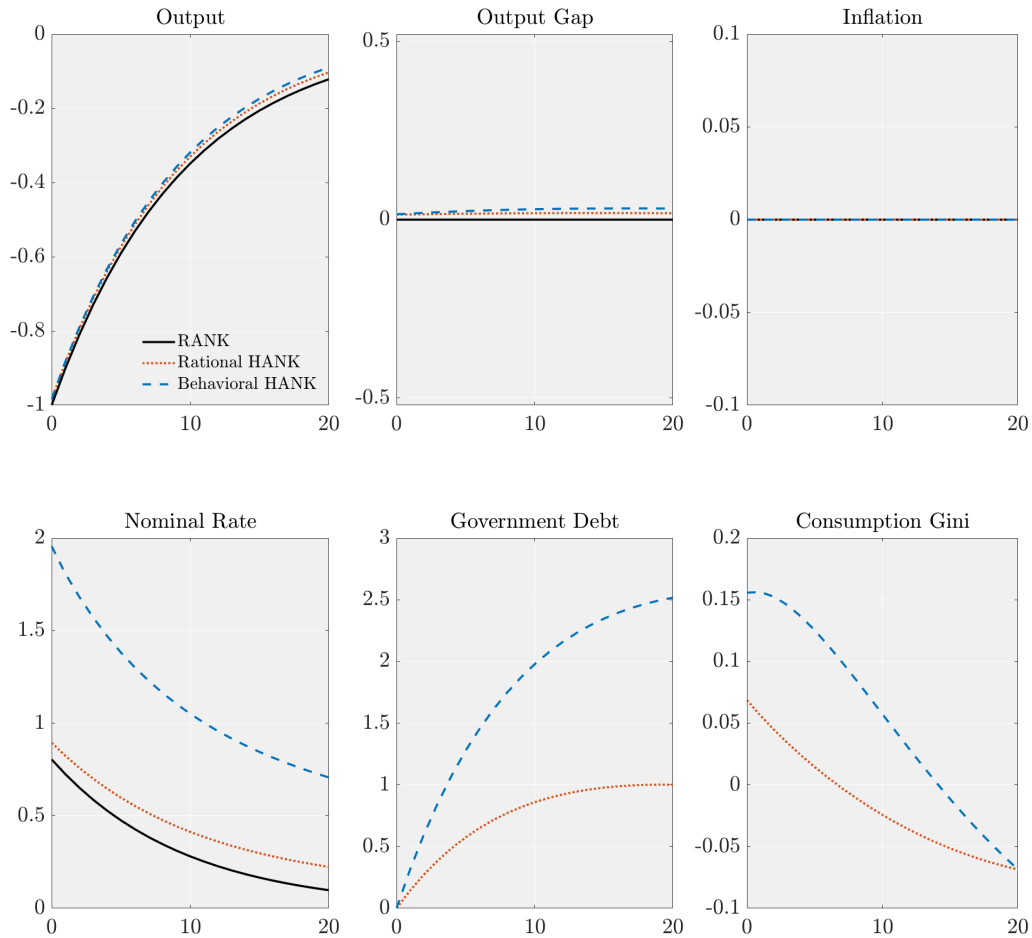 Output
0
-0.2
-0.4
-0.6
-0.8
-1
0 10 20
RANK
Rational HANK
Behavioral HANK
Output Gap
0.5
0
-0.5
0 10 20
Inflation
0.1
0.05
0
-0.05
-0.1
0 10 20
Nominal Rate
2
1.5
1
0.5
0
0 10 20
Government Debt
3
2.5
2
1.5
1
0.5
0
0 10 20
Consumption Gini
0.2
0.15
0.1
0.05
0
-0.05
-0.1
0 10 20